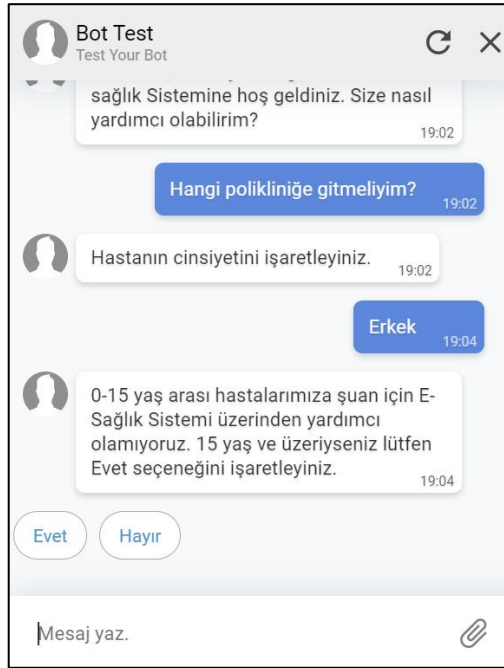 Bot Test
Test Your Bot
sağlık Sistemine hoş geldiniz. Size nasıl
yardımcı olabilirim?
19:02
Hangi polikliniğe gitmeliyim?
19:02
Hastanın cinsiyetini işaretleyiniz.
19:02
Erkek
19:04
0-15 yaş arası hastalarımıza şuan için E-
Sağlık Sistemi üzerinden yardımcı
olamıyoruz. 15 yaş ve üzeriyseniz lütfen
Evet seçeneğini işaretleyiniz.
19:04
Evet
Hayır
Mesaj yaz.